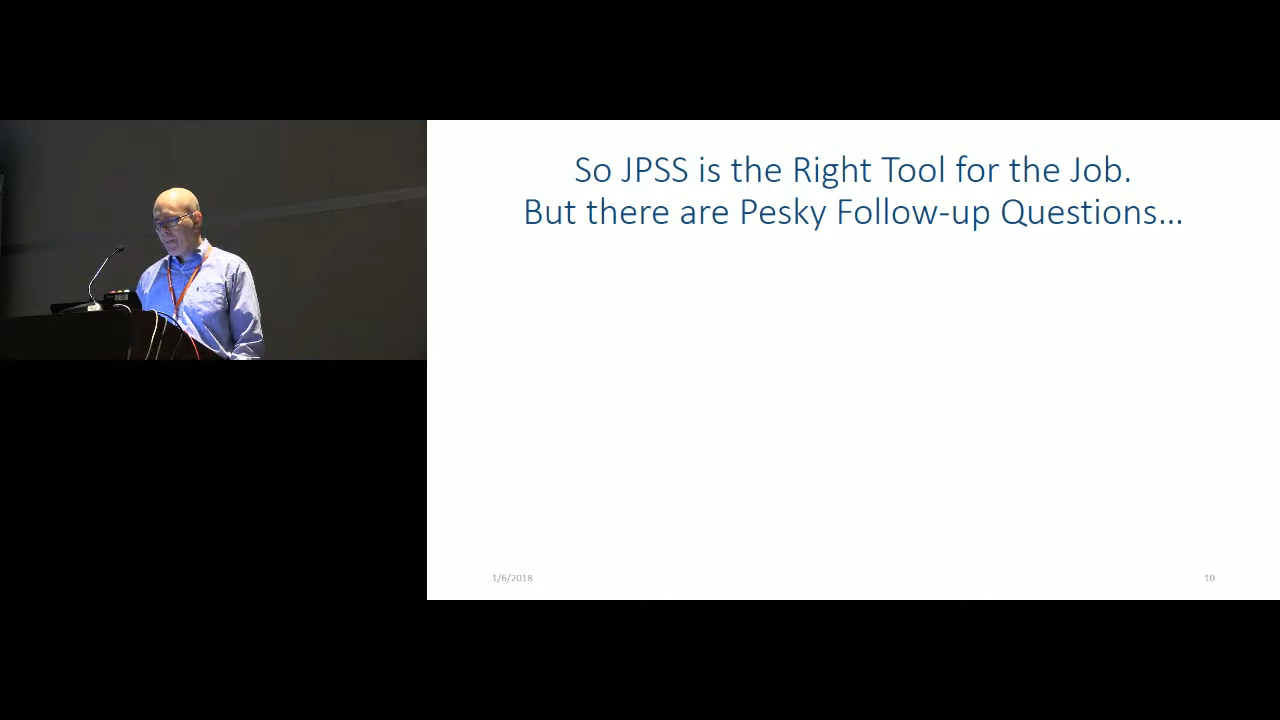 So JPSS is the Right Tool for the Job.
But there are Pesky Follow-up Questions...
1/6/2018
10